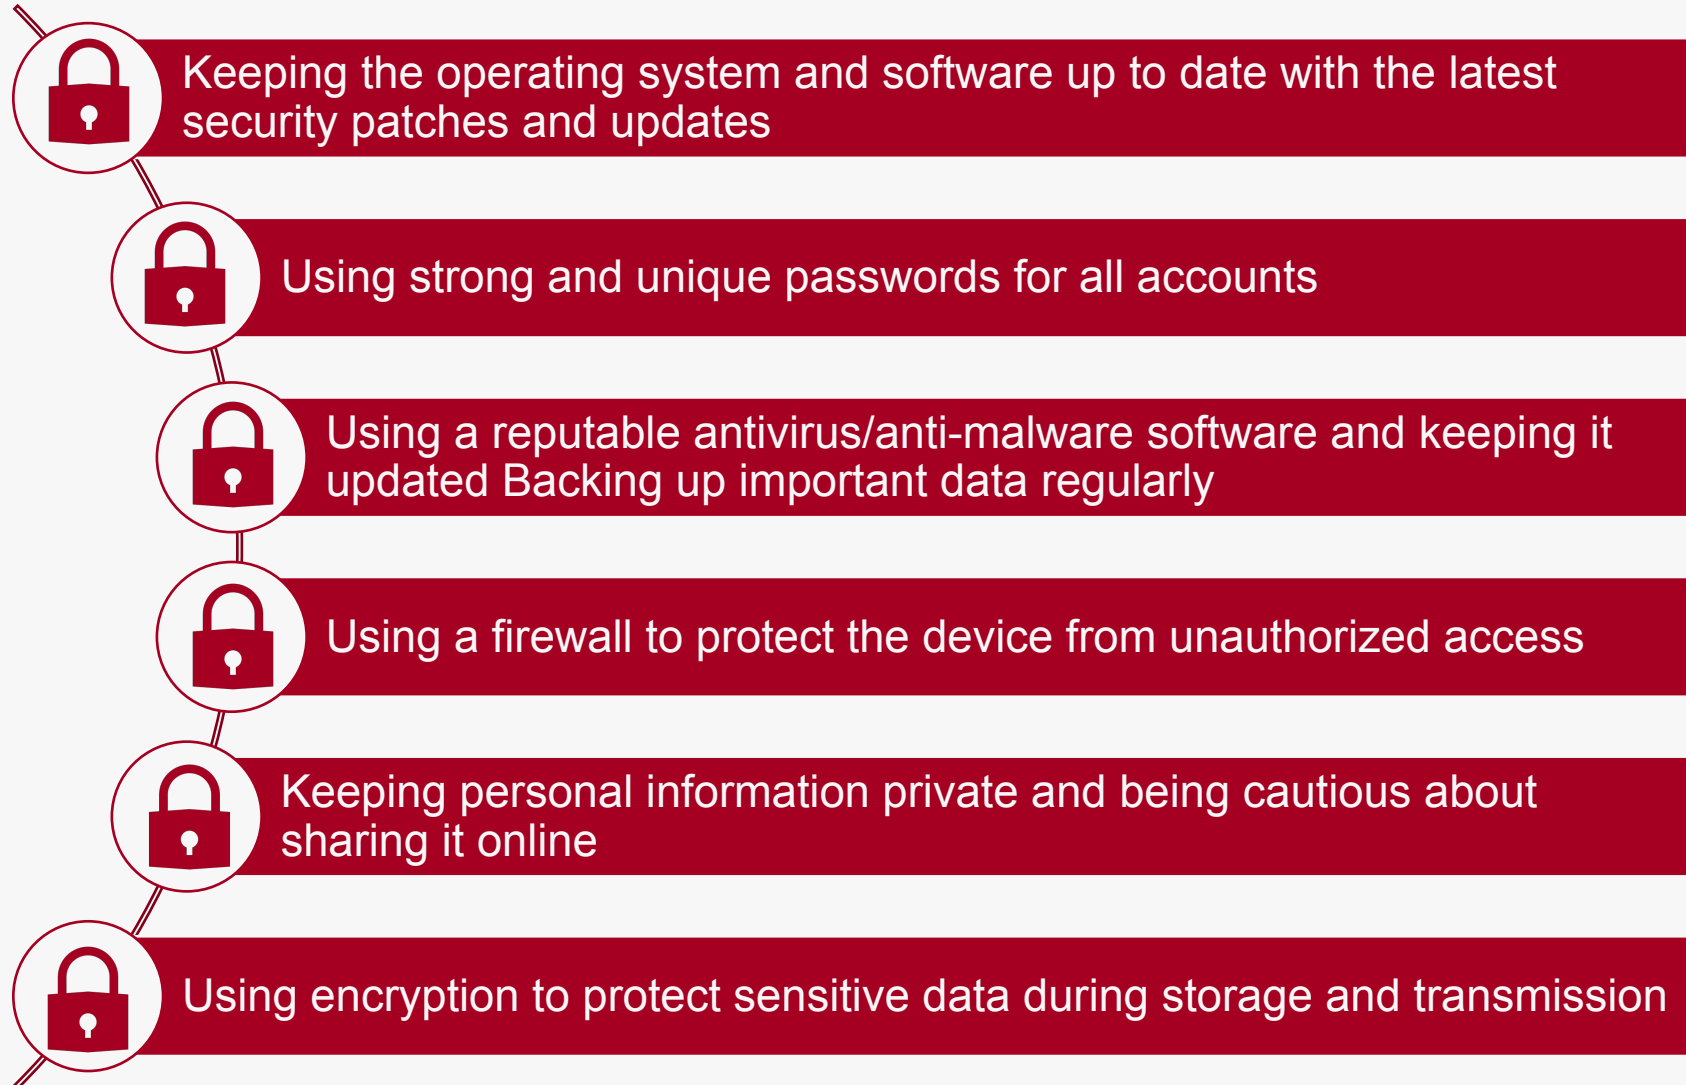 Keeping the operating system and software up to date with the latest
security patches and updates
Using strong and unique passwords for all accounts
Using a reputable antivirus/anti-malware software and keeping it
updated Backing up important data regularly
Using a firewall to protect the device from unauthorized access
Keeping personal information private and being cautious about
sharing it online
Using encryption to protect sensitive data during storage and transmission